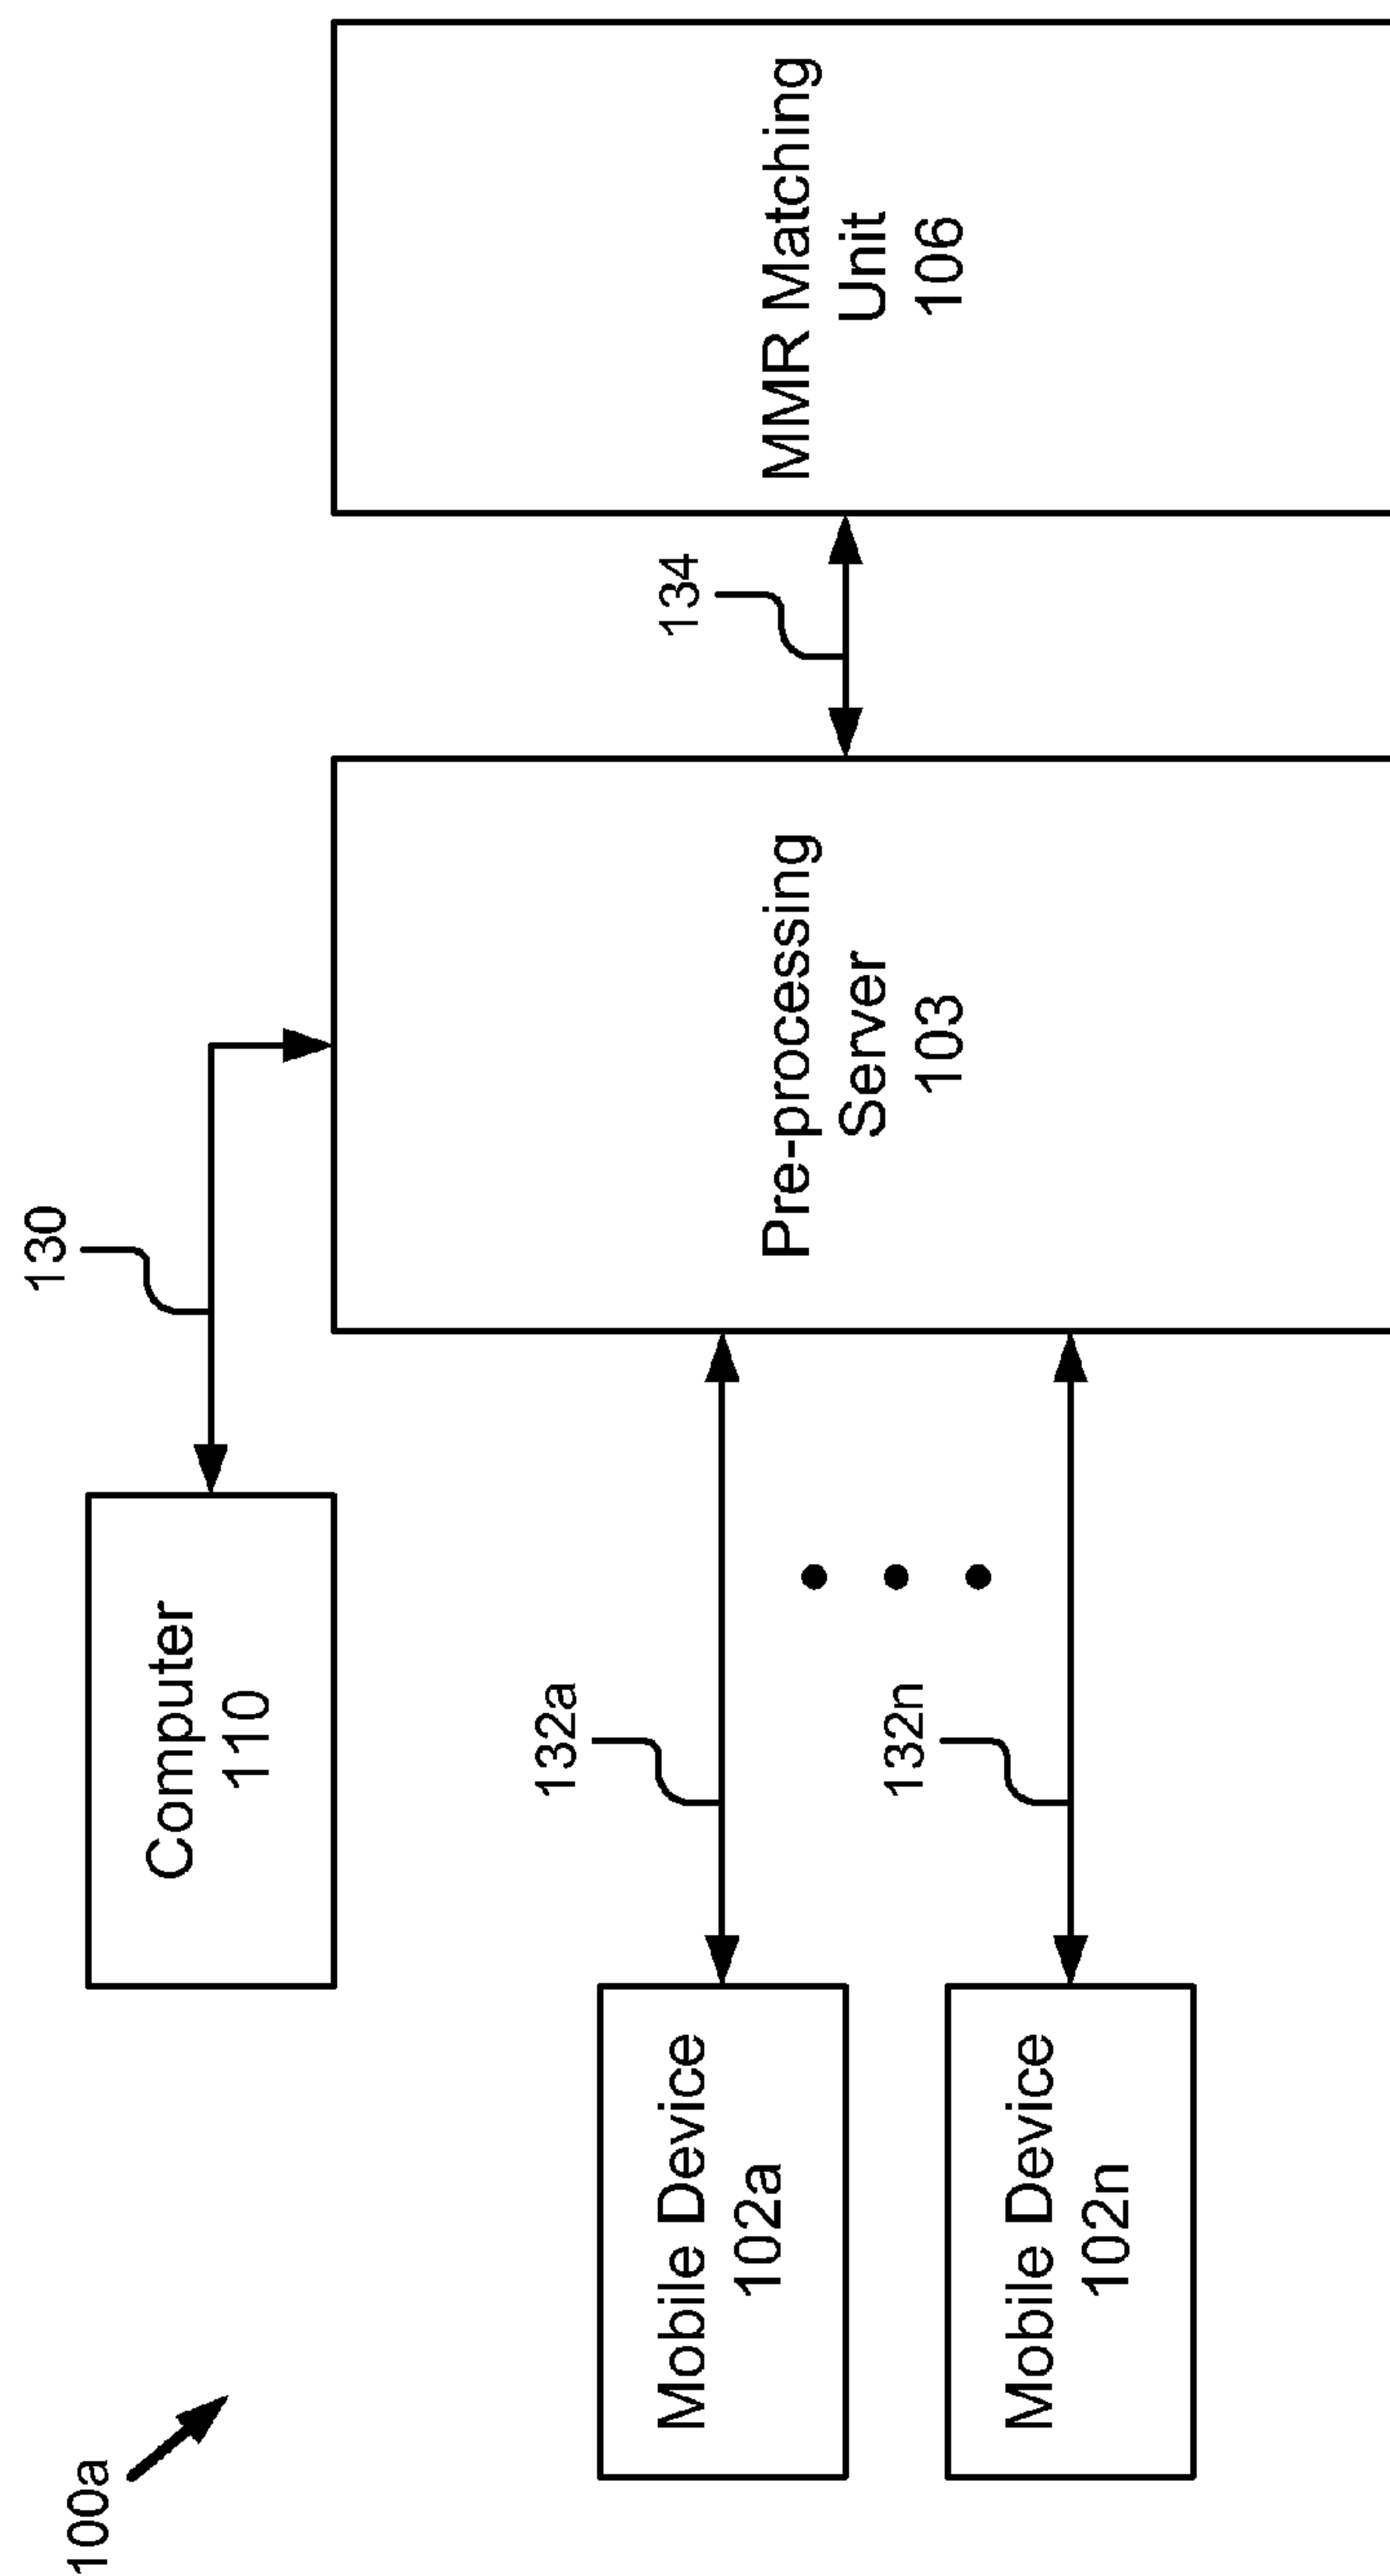 100a
130
Computer
110
132a
Mobile Device
102a
132n
Mobile Device
102n
Pre-processing
Server
103
134
MMR Matching
Unit
106